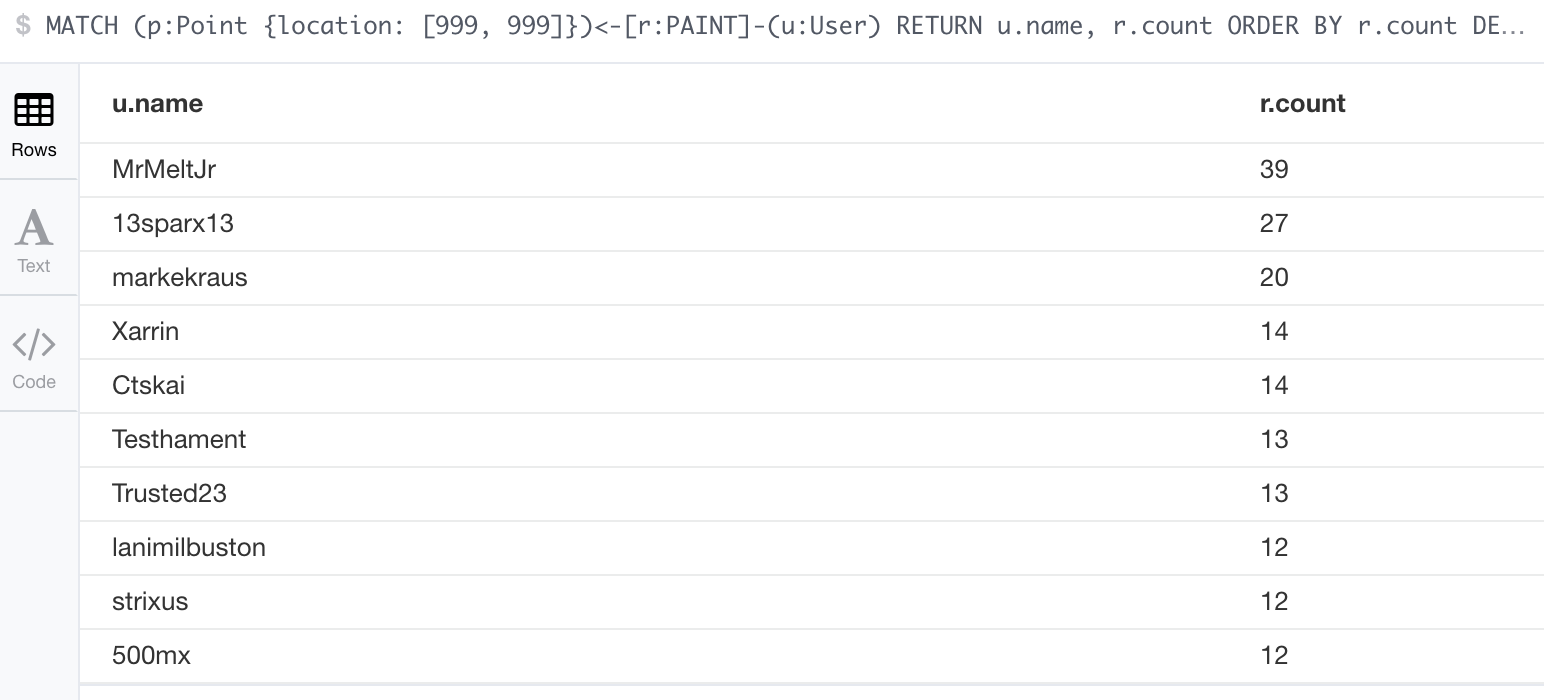 $ MATCH (p:Point {location: [999, 999]})<-[r:PAINT]-(u:User) RETURN u.name, r.count ORDER BY r.count DE...
u.name r.count
Rows
MrMeltJr 39
13sparx13 27
Text
markekraus 20
Xarrin 14
Code
Ctskai 14
Testhament 13
Trusted23 13
lanimilbuston 12
strixus 12
500mx 12